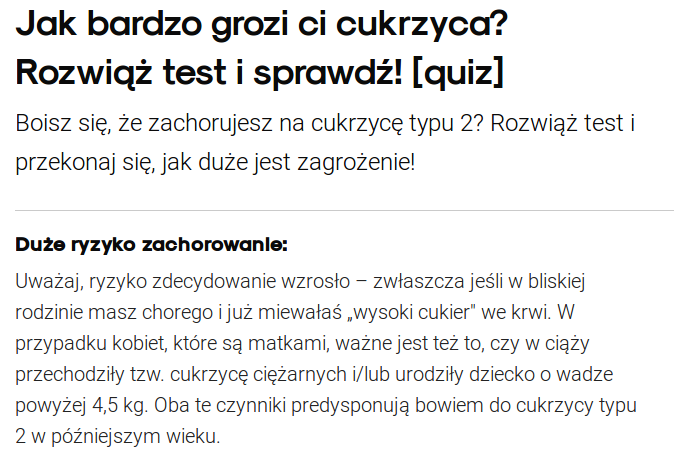 Jak bardzo grozi ci cukrzyca?
Rozwiąż test i sprawdź! [quiz]
Boisz się, że zachorujesz na cukrzycę typu 2? Rozwiąż test i
przekonaj się, jak duże jest zagrożenie!
Duże ryzyko zachorowanie:
Uważaj, ryzyko zdecydowanie wzrosło – zwłaszcza jeśli w bliskiej
rodzinie masz chorego i już miewałaś „wysoki cukier" we krwi. W
przypadku kobiet, które są matkami, ważne jest też to, czy w ciąży
przechodziły tzw. cukrzycę ciężarnych i/lub urodziły dziecko o wadze
powyżej 4,5 kg. Oba te czynniki predysponują bowiem do cukrzycy typu
2 w późniejszym wieku.